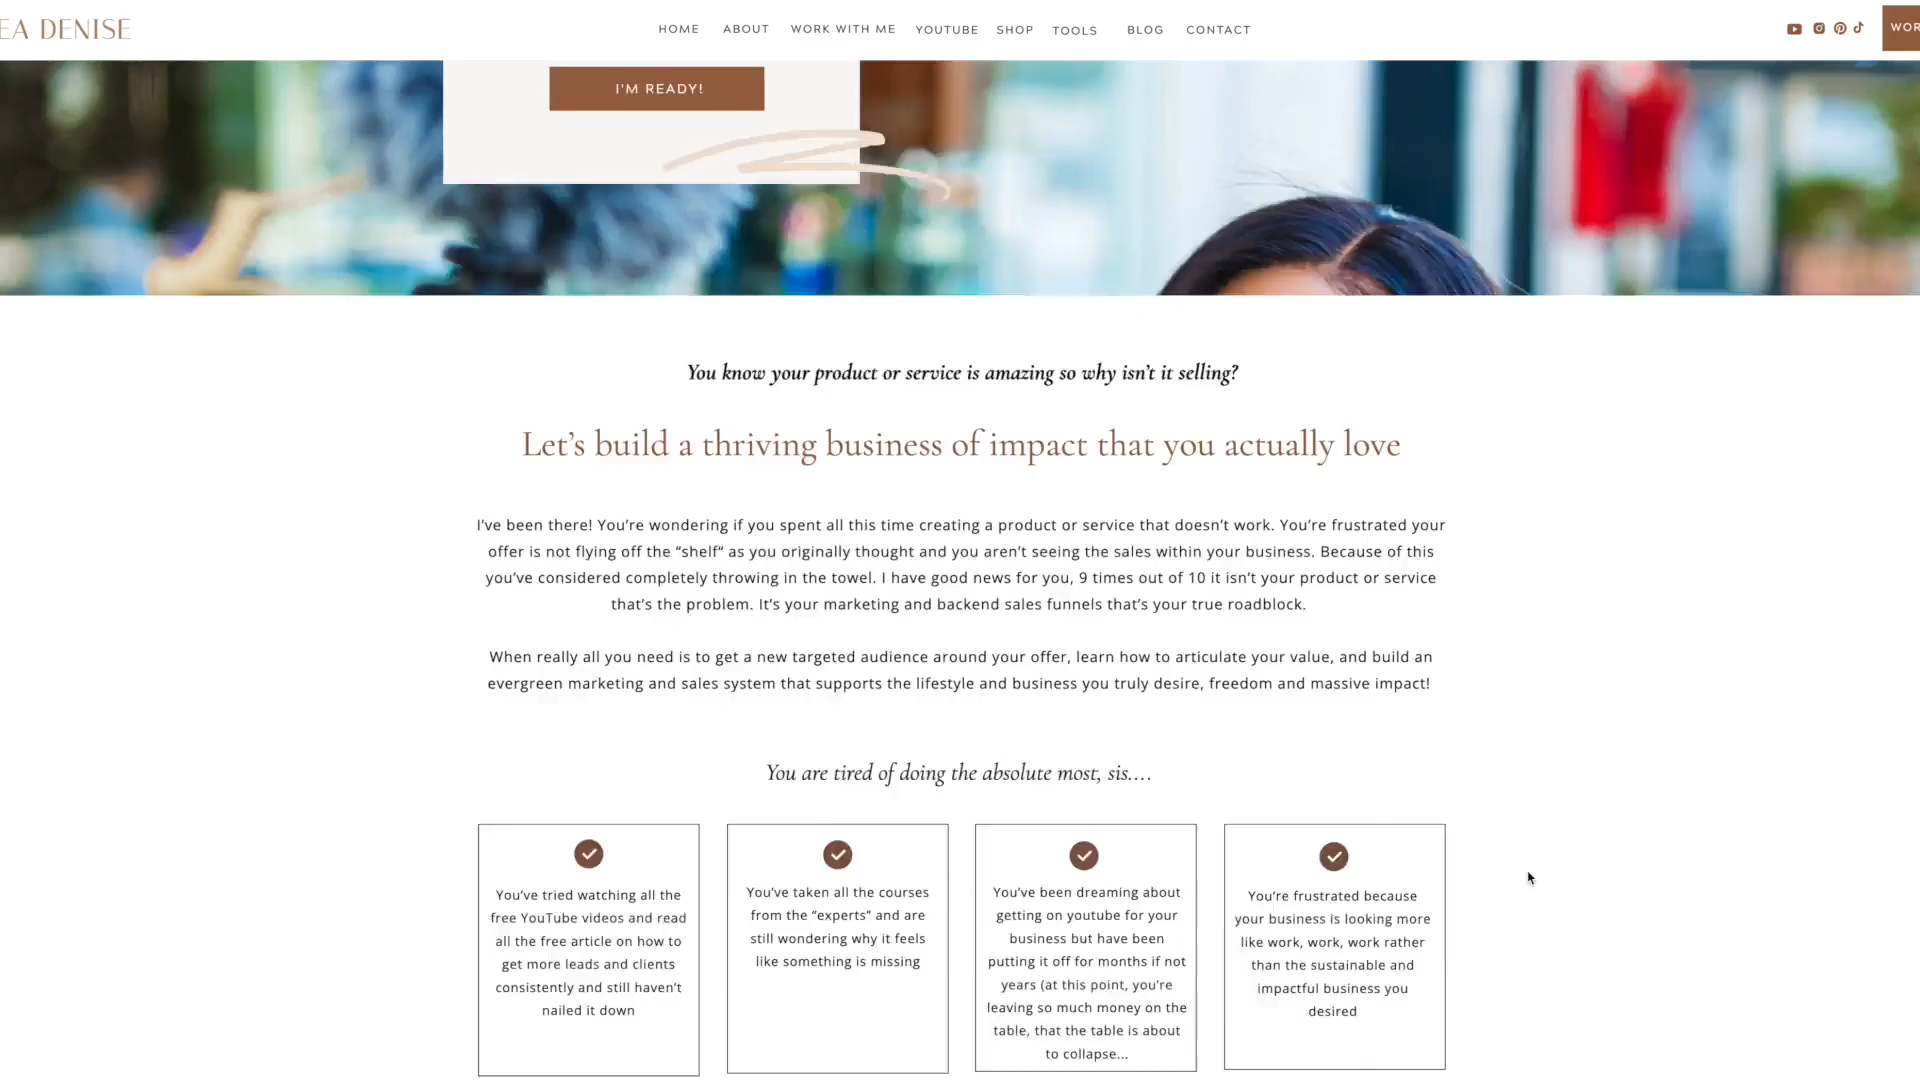 EA DENISE
HOME ABOUT WORK WITH ME YOUTUBE SHOP TOOLS BLOG CONTACT
WOR
I'M READY!
You know your product or service is amazing so why isn't it selling?
Let's build a thriving business of impact that you actually love
I've been there! You're wondering if you spent all this time creating a product or service that doesn't work. You're frustrated your
offer is not flying off the “shelf“ as you originally thought and you aren't seeing the sales within your business. Because of this
you've considered completely throwing in the towel. I have good news for you, 9 times out of 10 it isn't your product or service
that's the problem. It's your marketing and backend sales funnels that's your true roadblock.
When really all you need is to get a new targeted audience around your offer, learn how to articulate your value, and build an
evergreen marketing and sales system that supports the lifestyle and business you truly desire, freedom and massive impact!
You are tired of doing the absolute most, sis....
You've tried watching all the
free YouTube videos and read
all the free article on how to
get more leads and clients
consistently and still haven't
nailed it down
You've taken all the courses
from the “experts” and are
still wondering why it feels
like something is missing
You've been dreaming about
getting on youtube for your
business but have been
putting it off for months if not
years (at this point, you're
leaving so much money on the
table, that the table is about
to collapse...
You're frustrated because
your business is looking more
like work, work, work rather
than the sustainable and
impactful business you
desired